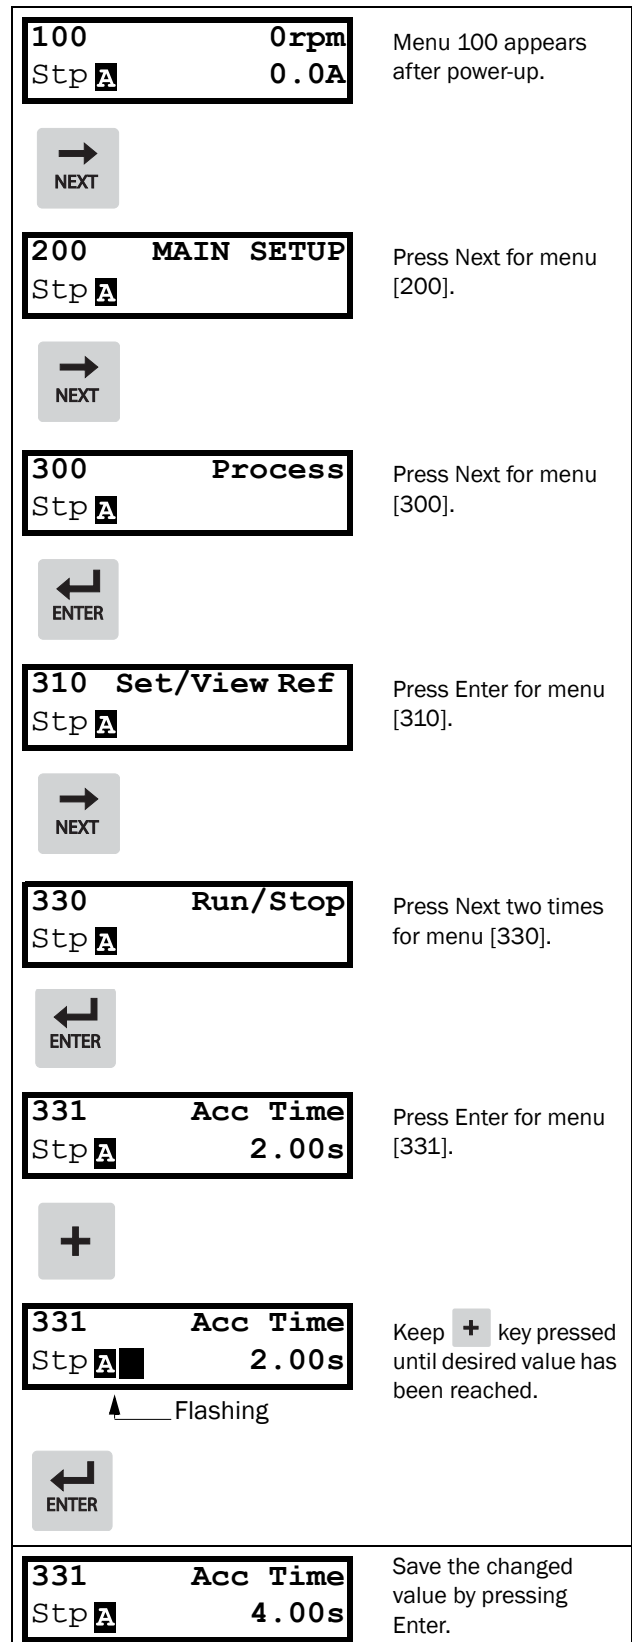 100 0rpm
Stp A 0.0A
Menu 100 appears
after power-up.
NEXT
200 MAIN SETUP
Stp A
Press Next for menu
[200].
NEXT
300 Process
Stp A
Press Next for menu
[300].
ENTER
310 Set/View Ref
Stp A
Press Enter for menu
[310].
NEXT
330 Run/Stop
Stp A
Press Next two times
for menu [330].
ENTER
331 Acc Time
Stp A 2.00s
Press Enter for menu
[331].
+
331 Acc Time
Stp A 2.00s
Flashing
Keep + key pressed
until desired value has
been reached.
ENTER
331 Acc Time
Stp A 4.00s
Save the changed
value by pressing
Enter.